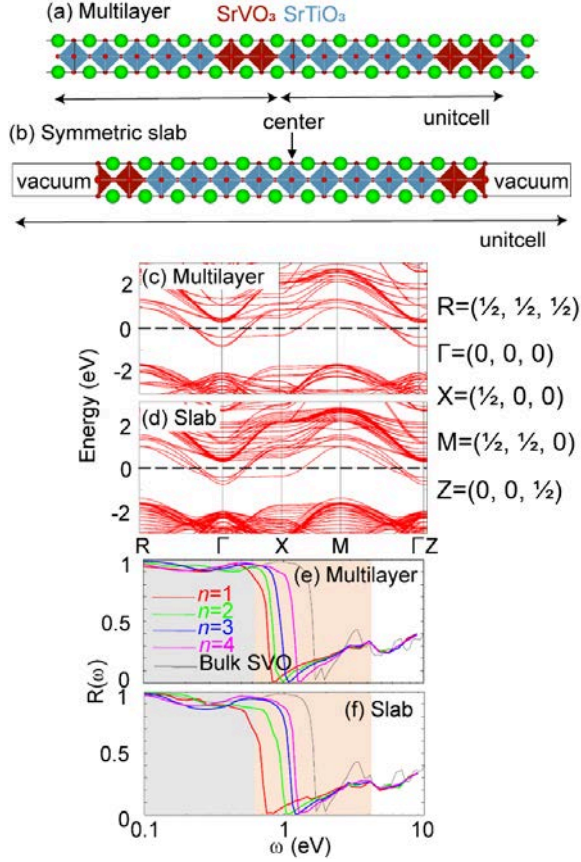 (a) Multilayer SrVO₃ SrTiO₃
center unitcell
(b) Symmetric slab
vacuum vacuum
unitcell
(c) Multilayer
2
0
-2
(d) Slab
2
0
-2
Energy (eV)
R Γ X M Γ Z
R=(½, ½, ½)
Γ=(0, 0, 0)
X=(½, 0, 0)
M=(½, ½, 0)
Z=(0, 0, ½)
(e) Multilayer
1
0.5
0
n=1
n=2
n=3
n=4
Bulk SVO
R(ω)
(f) Slab
1
0.5
0
0.1 1 10
ω (eV)